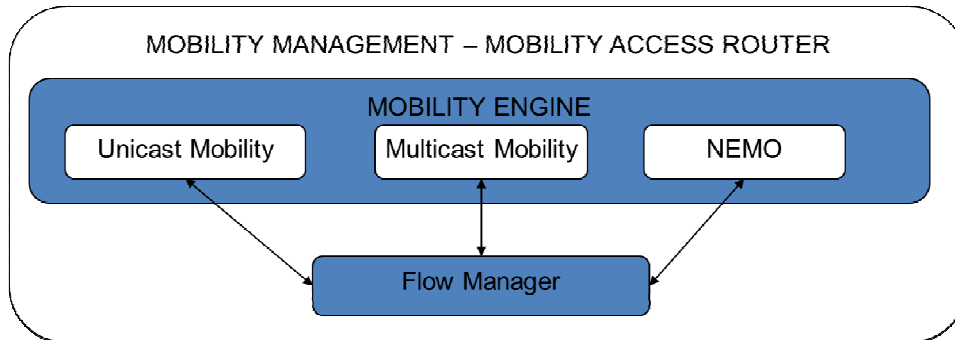 MOBILITY MANAGEMENT – MOBILITY ACCESS ROUTER
MOBILITY ENGINE
Unicast Mobility
Multicast Mobility
NEMO
Flow Manager